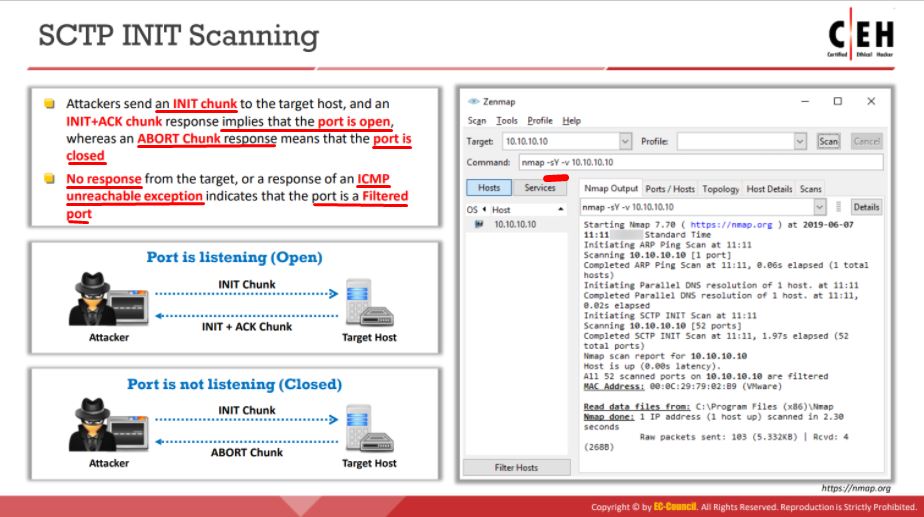 SCTP INIT Scanning
C|EH
Certified Ethical Hacker
Attackers send an INIT chunk to the target host, and an
INIT+ACK chunk response implies that the port is open,
whereas an ABORT Chunk response means that the port is
closed
No response from the target, or a response of an ICMP
unreachable exception indicates that the port is a Filtered
port
Port is listening (Open)
INIT Chunk
INIT + ACK Chunk
Attacker
Target Host
Port is not listening (Closed)
INIT Chunk
ABORT Chunk
Attacker
Target Host
Zenmap
Scan Tools Profile Help
Target: 10.10.10.10 Profile: Scan Cancel
Command: nmap -sY -v 10.10.10.10
Hosts Services
OS Host
10.10.10.10
Filter Hosts
Nmap Output Ports / Hosts Topology Host Details Scans
nmap -sY -v 10.10.10.10 Details
Starting Nmap 7.70 ( https://nmap.org ) at 2019-06-07
11:11 Standard Time
Initiating ARP Ping Scan at 11:11
Scanning 10.10.10.10 [1 port]
Completed ARP Ping Scan at 11:11, 0.06s elapsed (1 total
hosts)
Initiating Parallel DNS resolution of 1 host. at 11:11
Completed Parallel DNS resolution of 1 host. at 11:11,
0.02s elapsed
Initiating SCTP INIT Scan at 11:11
Scanning 10.10.10.10 [52 ports]
Completed SCTP INIT Scan at 11:11, 1.97s elapsed (52
total ports)
Nmap scan report for 10.10.10.10
Host is up (0.00s latency).
All 52 scanned ports on 10.10.10.10 are filtered
MAC Address: 00:0C:29:79:02:B9 (VMware)
Read data files from: C:\Program Files (x86)\Nmap
Nmap done: 1 IP address (1 host up) scanned in 2.30
seconds
Raw packets sent: 103 (5.332KB) | Rcvd: 4
(268B)
https://nmap.org
Copyright © by EC-Council. All Rights Reserved. Reproduction is Strictly Prohibited.